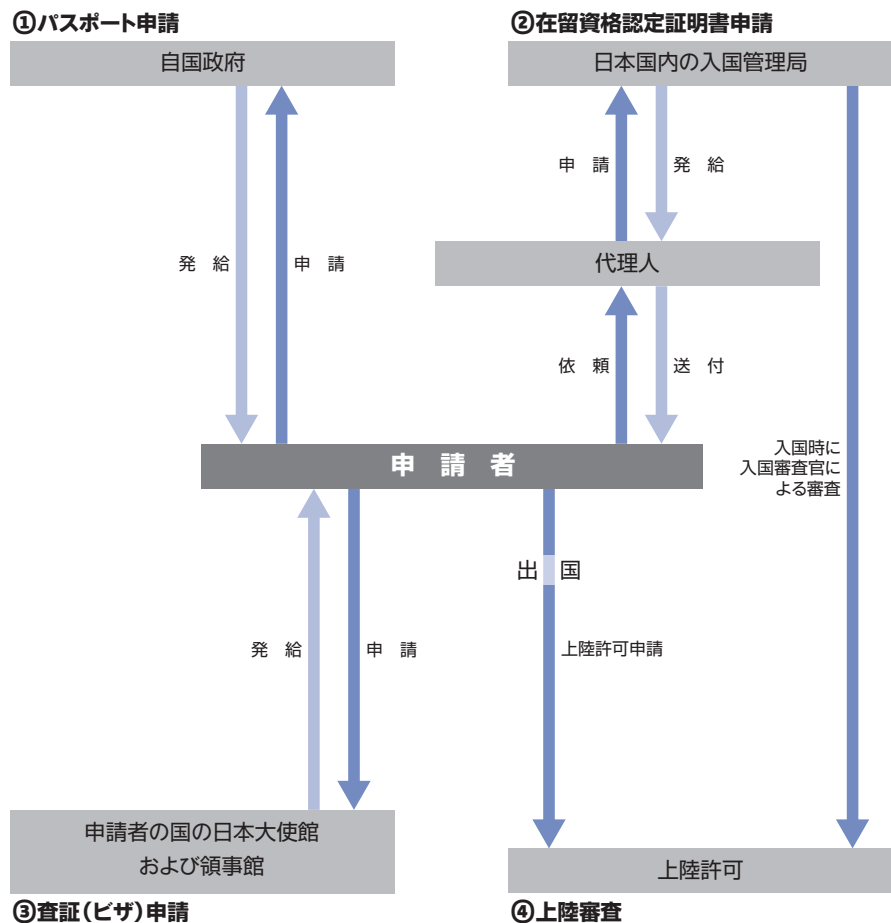 ①パスポート申請
②在留資格認定証明書申請
自国政府
日本国内の入国管理局
申 請
発 給
発 給
申 請
代理人
依 頼
送 付
申 請 者
入国時に
入国審査官に
よる審査
出 国
発 給
申 請
上陸許可申請
申請者の国の日本大使館
および領事館
上陸許可
③査証（ビザ）申請
④上陸審査